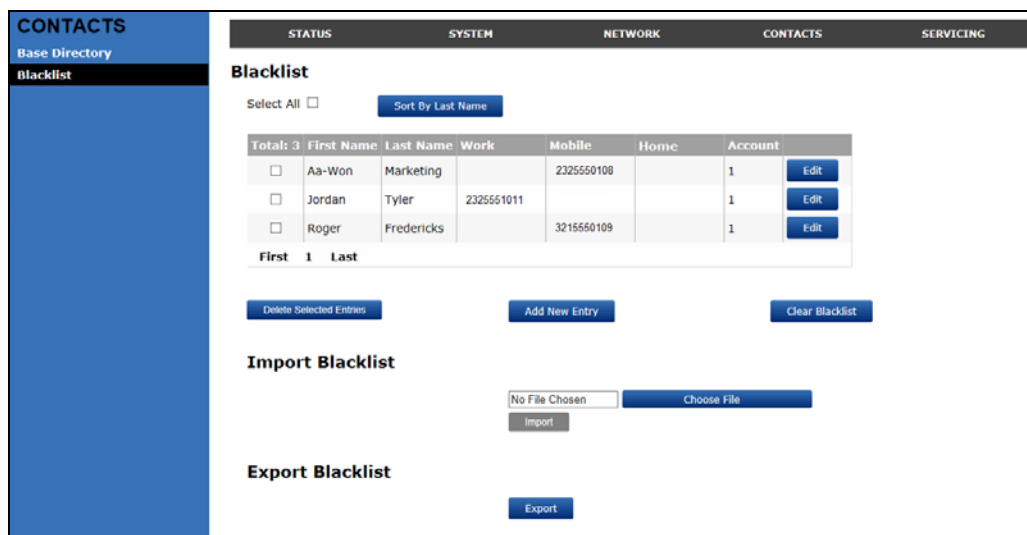 CONTACTS
Base Directory
Blacklist
STATUS SYSTEM NETWORK CONTACTS SERVICING
Blacklist
Select All Sort By Last Name
Total: 3 First Name Last Name Work Mobile Home Account
Aa-Won Marketing 2325550108 1 Edit
Jordan Tyler 2325551011 1 Edit
Roger Fredericks 3215550109 1 Edit
First 1 Last
Delete Selected Entries Add New Entry Clear Blacklist
Import Blacklist
No File Chosen Choose File
Import
Export Blacklist
Export